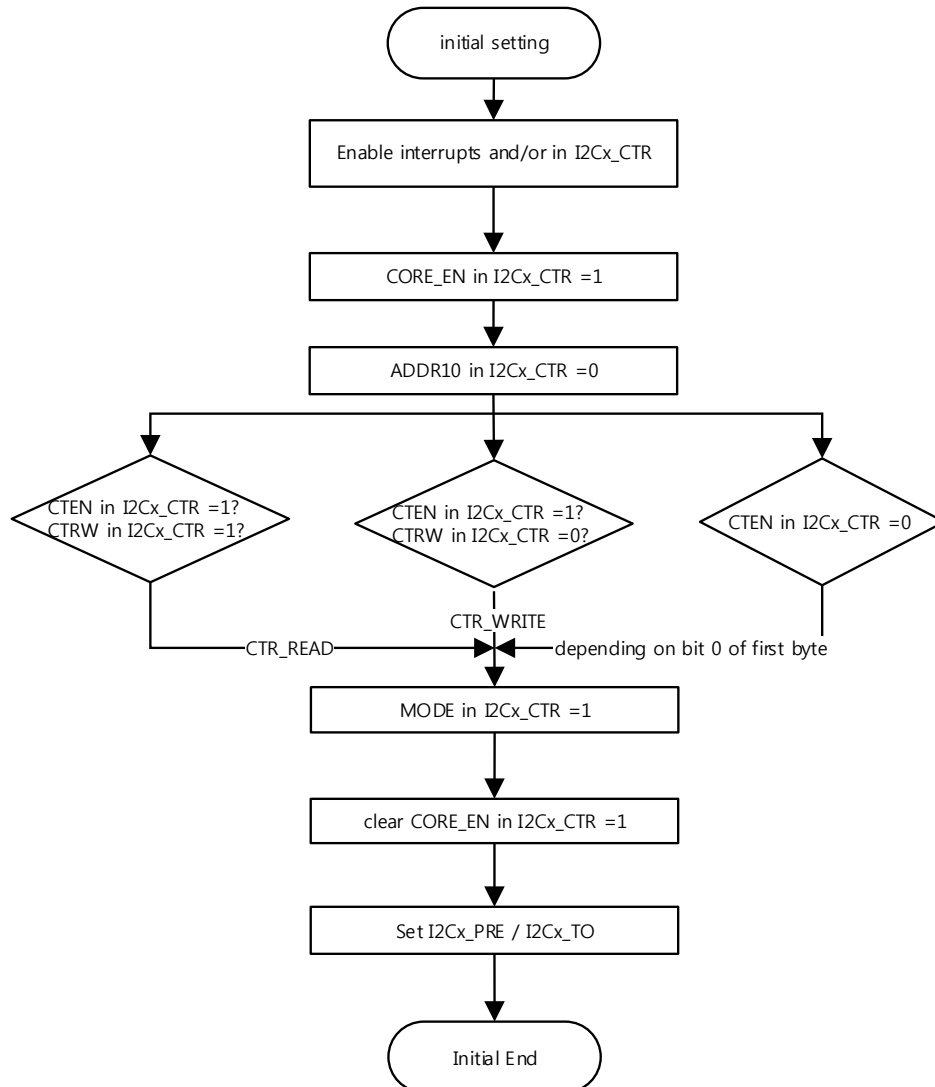 initial setting
Enable interrupts and/or in I2Cx_CTR
CORE_EN in I2Cx_CTR =1
ADDR10 in I2Cx_CTR =0
CTEN in I2Cx_CTR =1?
CTRW in I2Cx_CTR =1?
CTEN in I2Cx_CTR =1?
CTRW in I2Cx_CTR =0?
CTEN in I2Cx_CTR =0
CTR_READ
CTR_WRITE
depending on bit 0 of first byte
MODE in I2Cx_CTR =1
clear CORE_EN in I2Cx_CTR =1
Set I2Cx_PRE / I2Cx_TO
Initial End